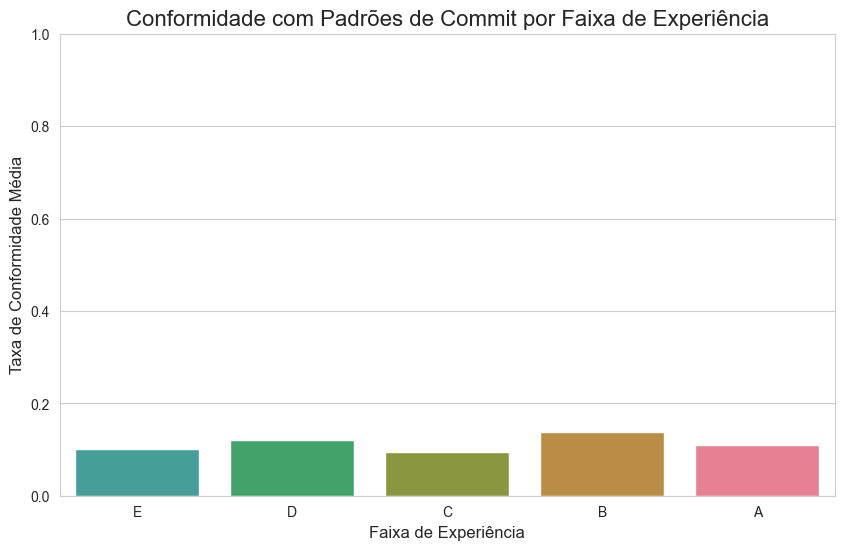 Conformidade com Padrões de Commit por Faixa de Experiência
Taxa de Conformidade Média
1.0
0.8
0.6
0.4
0.2
0.0
E D C B A
Faixa de Experiência